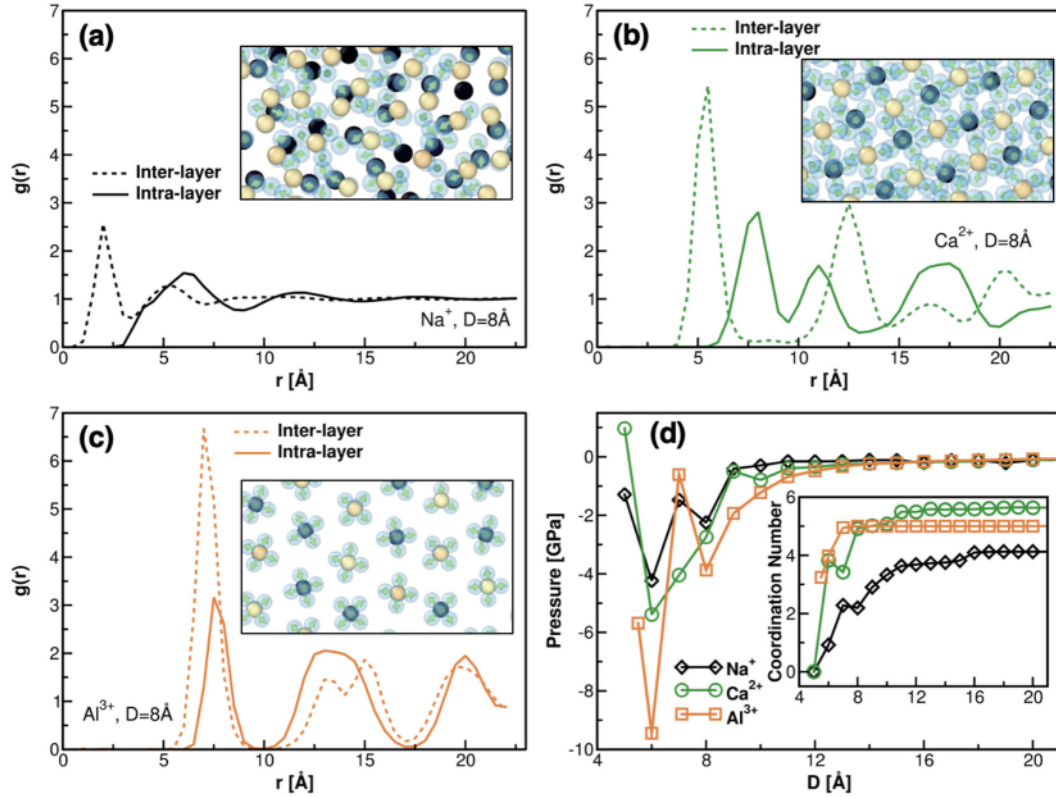 (a)
Inter-layer
Intra-layer
Na+, D=8Å
g(r)
r [Å]
0 1 2 3 4 5 6 7
0 5 10 15 20
(b)
Inter-layer
Intra-layer
Ca2+, D=8Å
g(r)
r [Å]
0 1 2 3 4 5 6 7
0 5 10 15 20
(c)
Inter-layer
Intra-layer
Al3+, D=8Å
g(r)
r [Å]
0 1 2 3 4 5 6 7
0 5 10 15 20
(d)
Pressure [GPa]
0 -2 -4 -6 -8 -10
Na+
Ca2+
Al3+
Coordination Number
6 4 2 0
4 8 12 16 20
4 8 12 16 20
D [Å]